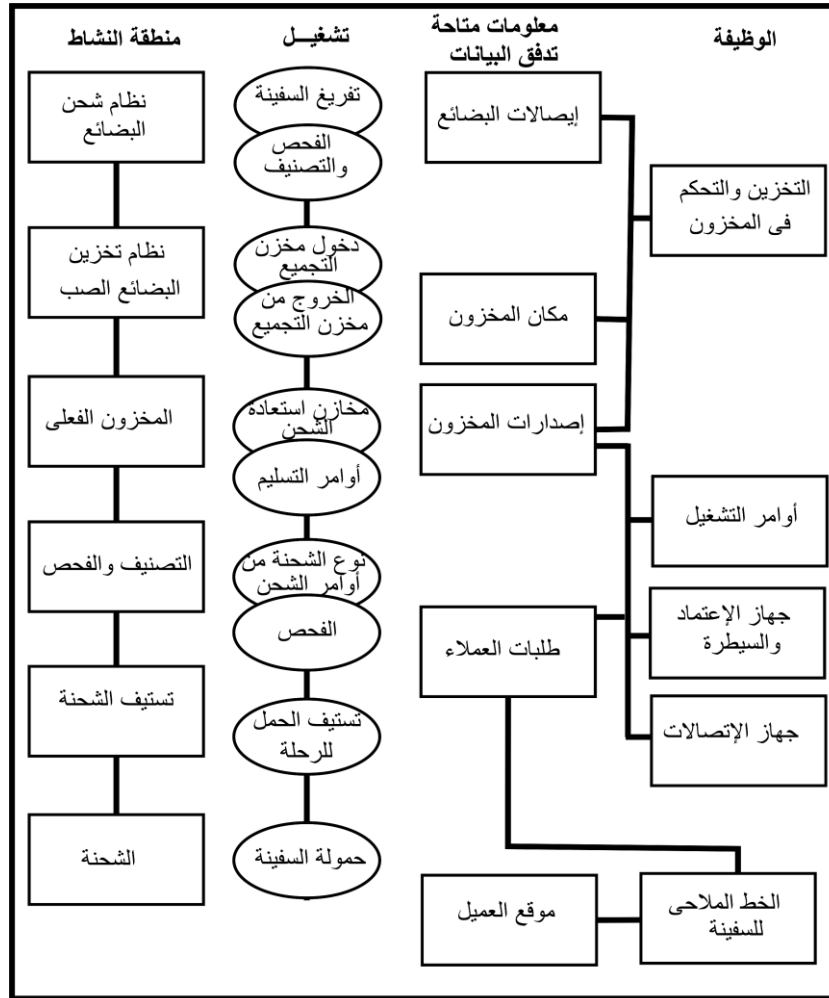 الوظيفة
معلومات متاحة
تدفق البيانات
تشغيـــل
منطقة النشاط
التخزين والتحكم
فى المخزون
أوامر التشغيل
جهاز الإعتماد
والسيطرة
جهاز الإتصالات
الخط الملاحى
للسفينة
إيصالات البضائع
مكان المخزون
إصدارات المخزون
طلبات العملاء
موقع العميل
تفريغ السفينة
الفحص
والتصنيف
دخول مخزن
التجميع
الخروج من
مخزن التجميع
مخازن استعادة
الشحن
أوامر التسليم
نوع الشحنة من
أوامر الشحن
الفحص
تستيف الحمل
للرحلة
حمولة السفينة
نظام شحن
البضائع
نظام تخزين
البضائع الصب
المخزون الفعلى
التصنيف والفحص
تستيف الشحنة
الشحنة